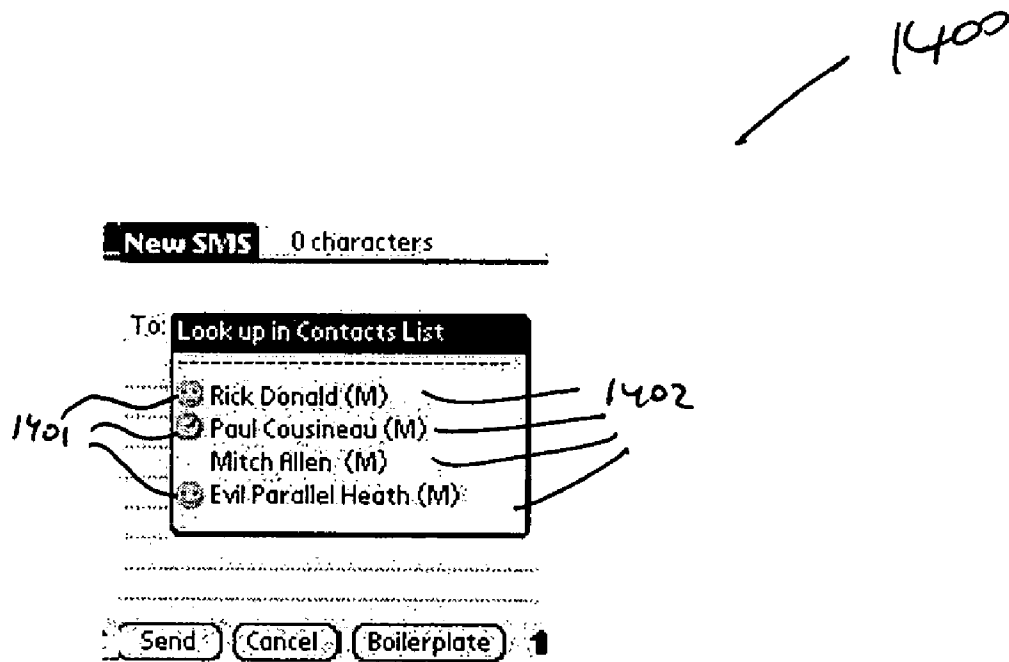 1400
New SMS 0 characters
To:
Look up in Contacts List
Rick Donald (M)
1402
Paul Cousineau (M)
1401
Mitch Allen (M)
Evil Parallel Heath (M)
Send Cancel Boilerplate